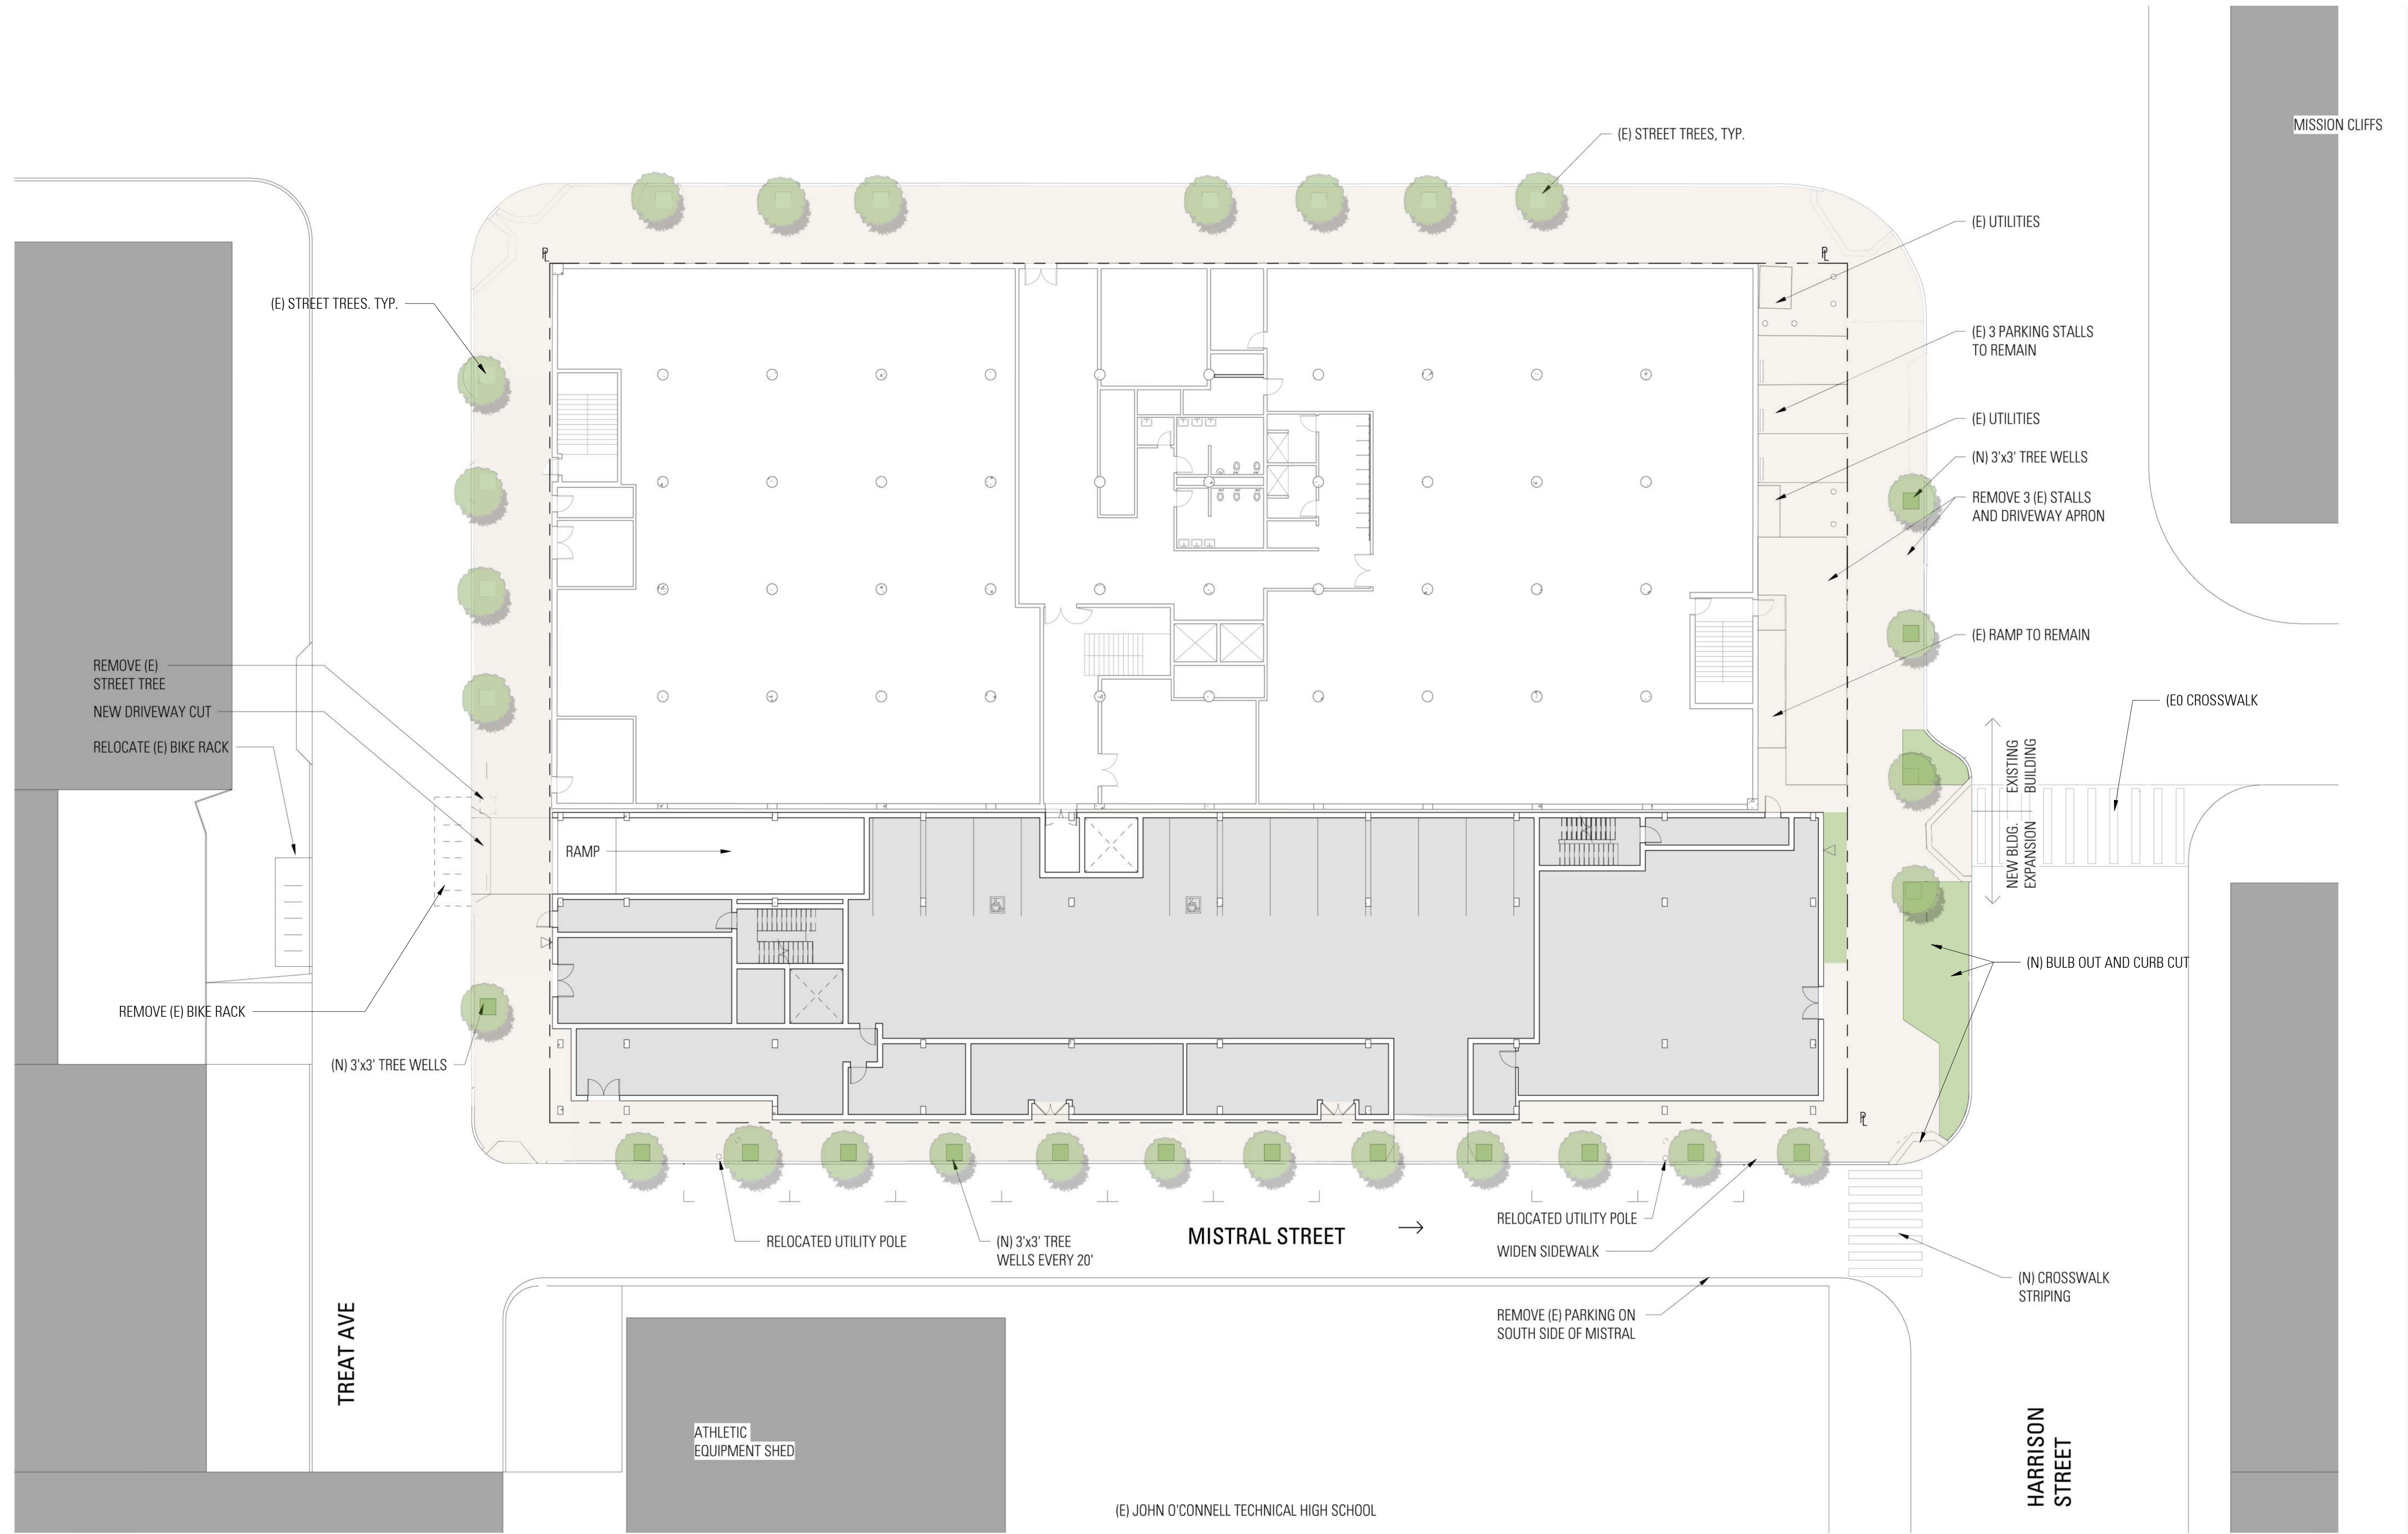 MISSION CLIFFS
(E) STREET TREES, TYP.
(E) UTILITIES
PL
PL
(E) STREET TREES. TYP.
(E) 3 PARKING STALLS
TO REMAIN
(E) UTILITIES
(N) 3'x3' TREE WELLS
REMOVE 3 (E) STALLS
AND DRIVEWAY APRON
(E) RAMP TO REMAIN
REMOVE (E)
STREET TREE
NEW DRIVEWAY CUT
RELOCATE (E) BIKE RACK
(E0 CROSSWALK
EXISTING
BUILDING
NEW BLDG.
EXPANSION
RAMP
(N) BULB OUT AND CURB CUT
REMOVE (E) BIKE RACK
(N) 3'x3' TREE WELLS
PL
RELOCATED UTILITY POLE
(N) 3'x3' TREE
WELLS EVERY 20'
MISTRAL STREET
RELOCATED UTILITY POLE
WIDEN SIDEWALK
(N) CROSSWALK
STRIPING
REMOVE (E) PARKING ON
SOUTH SIDE OF MISTRAL
TREAT AVE
ATHLETIC
EQUIPMENT SHED
HARRISON
STREET
(E) JOHN O'CONNELL TECHNICAL HIGH SCHOOL